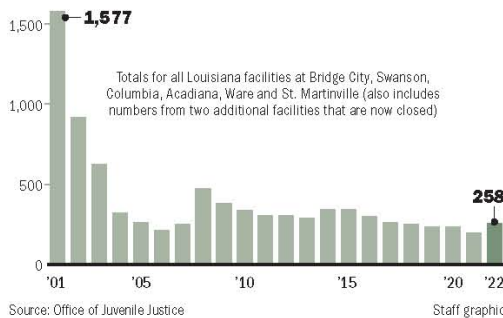 1,500
1,577
Totals for all Louisiana facilities at Bridge City, Swanson,
Columbia, Acadiana, Ware and St. Martinville (also includes
numbers from two additional facilities that are now closed)
1,000
500
258
0
'01 '05 '10 '15 '20 '22
Source: Office of Juvenile Justice Staff graphic